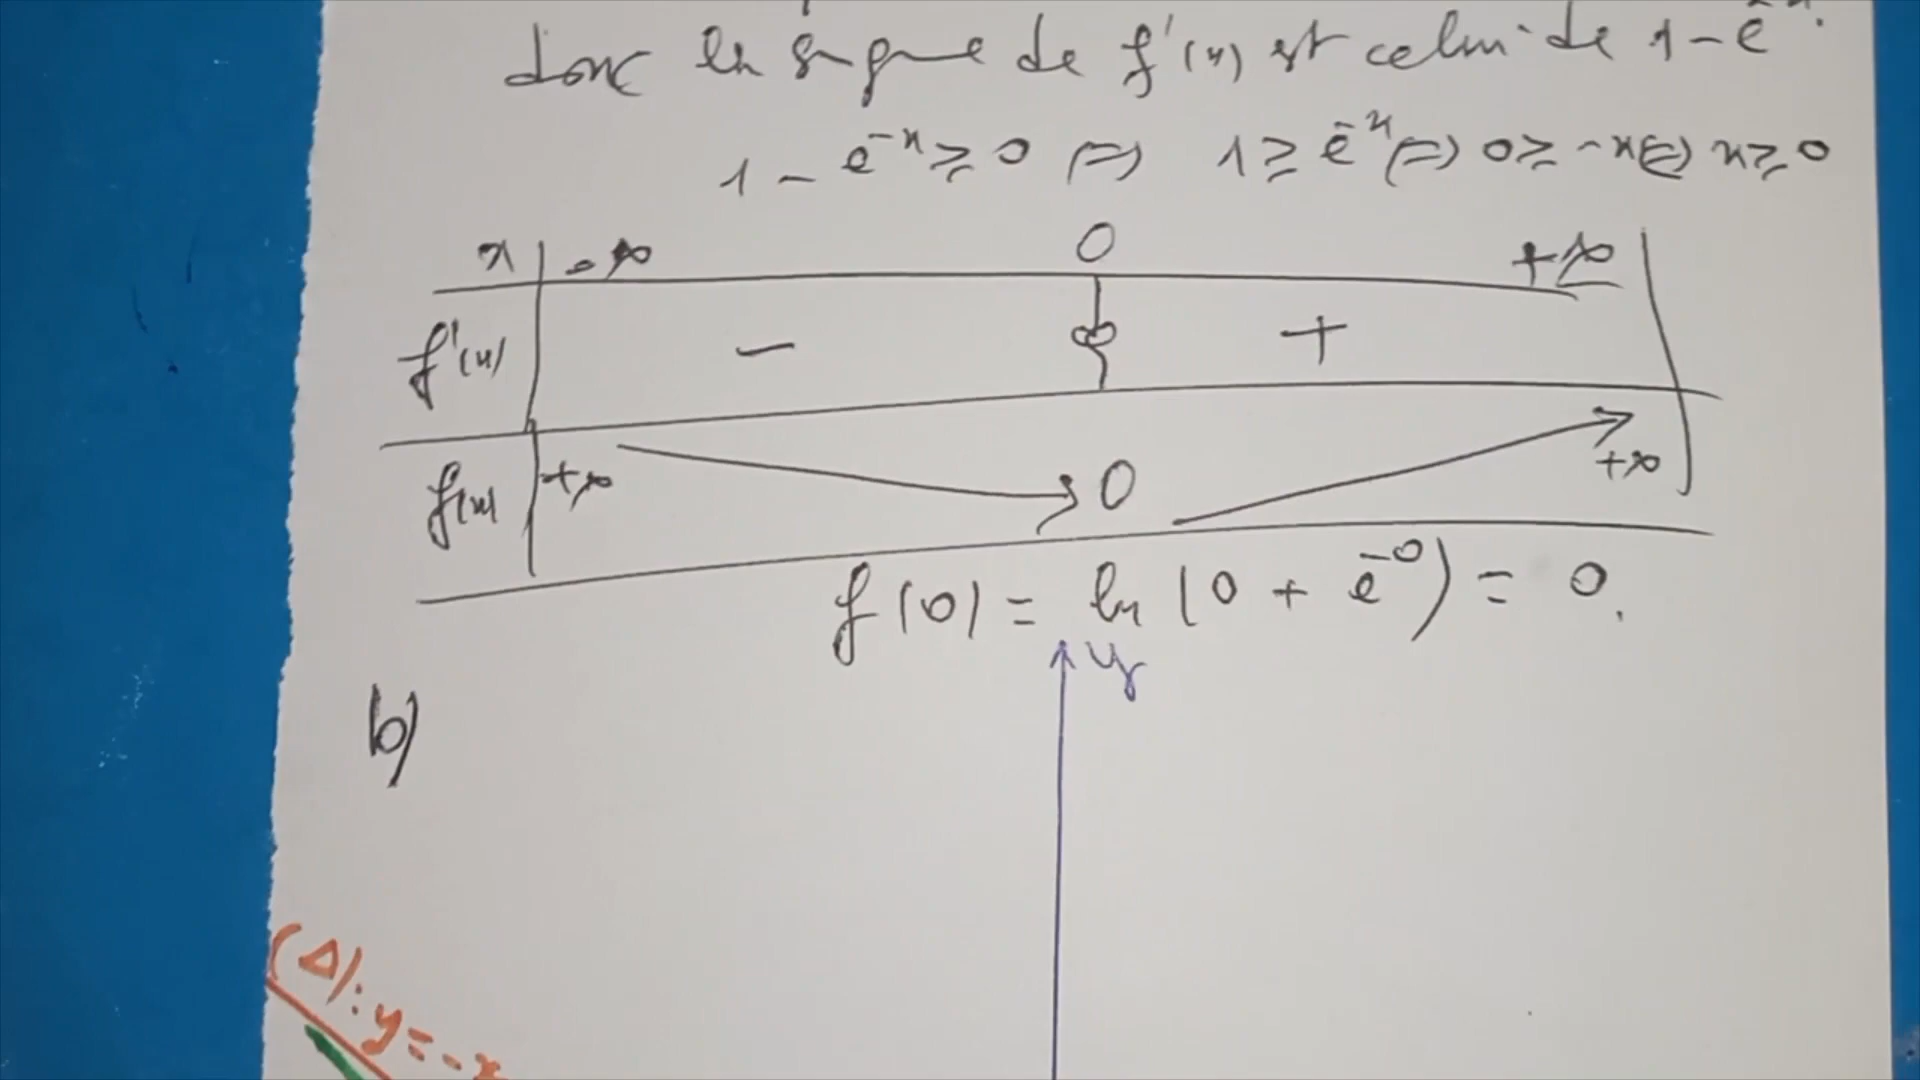 donc le signe de f'(x) est celui de 1 - e⁻ˣ.
1 - e⁻ˣ ≥ 0 ⇔ 1 ≥ e⁻ˣ ⇔ 0 ≥ -x ⇔ x ≥ 0
x -∞ 0 +∞
f'(x) - 0 +
f(x) +∞ 0 +∞
f(0) = ln(0 + e⁻⁰) = 0.
y
b)
(Δ): y = -x